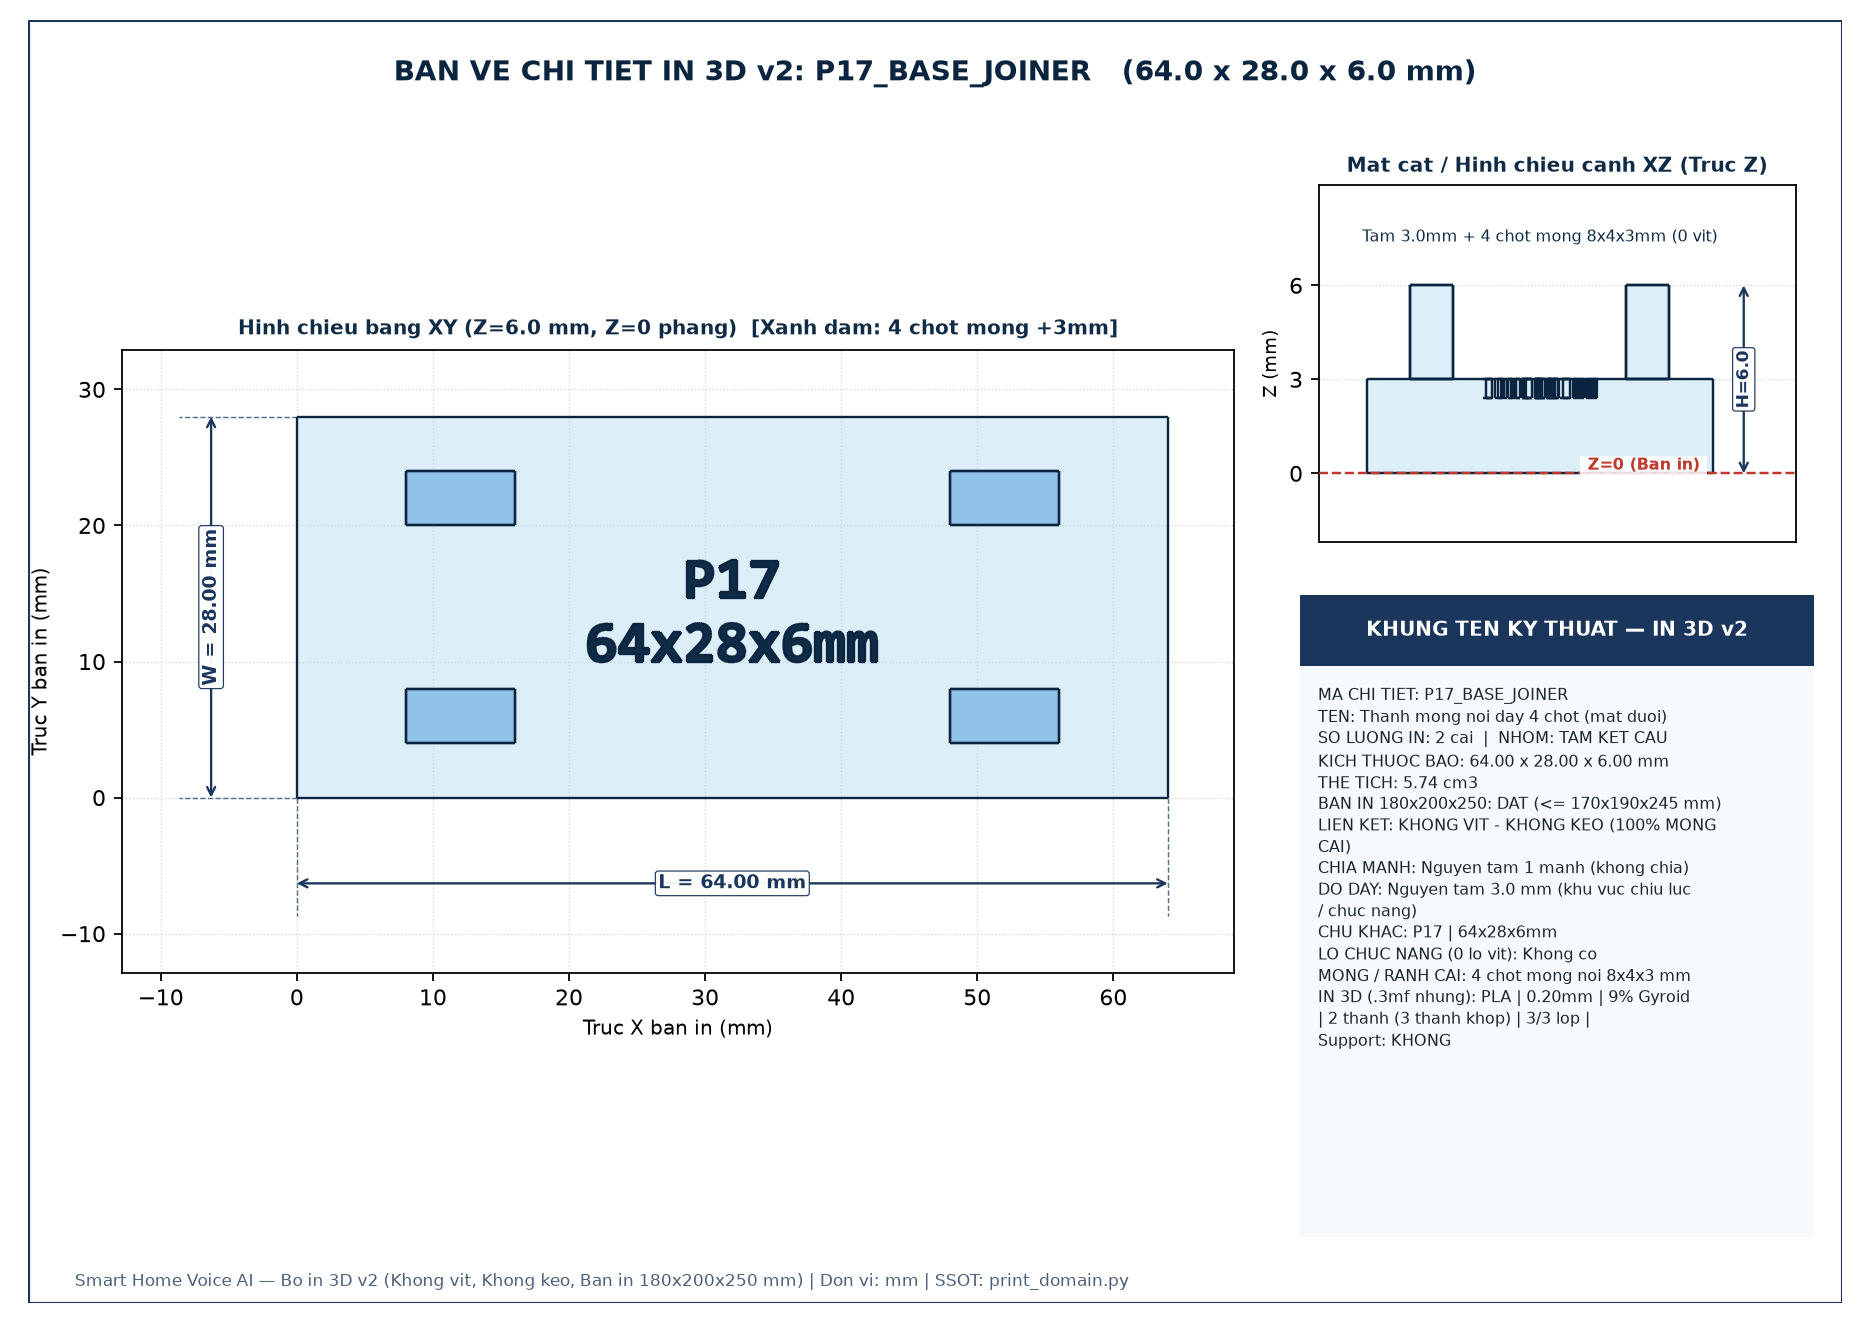 BAN VE CHI TIET IN 3D v2: P17_BASE_JOINER (64.0 x 28.0 x 6.0 mm)
Hinh chieu bang XY (Z=6.0 mm, Z=0 phang) [Xanh dam: 4 chot mong +3mm]
30
20
10
0
−10
Truc Y ban in (mm)
W = 28.00 mm
P17
64x28x6mm
L = 64.00 mm
−10 0 10 20 30 40 50 60
Truc X ban in (mm)
Mat cat / Hinh chieu canh XZ (Truc Z)
Tam 3.0mm + 4 chot mong 8x4x3mm (0 vit)
6
3
0
Z (mm)
H=6.0
Z=0 (Ban in)
KHUNG TEN KY THUAT — IN 3D v2
MA CHI TIET: P17_BASE_JOINER
TEN: Thanh mong noi day 4 chot (mat duoi)
SO LUONG IN: 2 cai | NHOM: TAM KET CAU
KICH THUOC BAO: 64.00 x 28.00 x 6.00 mm
THE TICH: 5.74 cm3
BAN IN 180x200x250: DAT (<= 170x190x245 mm)
LIEN KET: KHONG VIT - KHONG KEO (100% MONG
CAI)
CHIA MANH: Nguyen tam 1 manh (khong chia)
DO DAY: Nguyen tam 3.0 mm (khu vuc chiu luc
/ chuc nang)
CHU KHAC: P17 | 64x28x6mm
LO CHUC NANG (0 lo vit): Khong co
MONG / RANH CAI: 4 chot mong noi 8x4x3 mm
IN 3D (.3mf nhung): PLA | 0.20mm | 9% Gyroid
| 2 thanh (3 thanh khop) | 3/3 lop |
Support: KHONG
Smart Home Voice AI — Bo in 3D v2 (Khong vit, Khong keo, Ban in 180x200x250 mm) | Don vi: mm | SSOT: print_domain.py